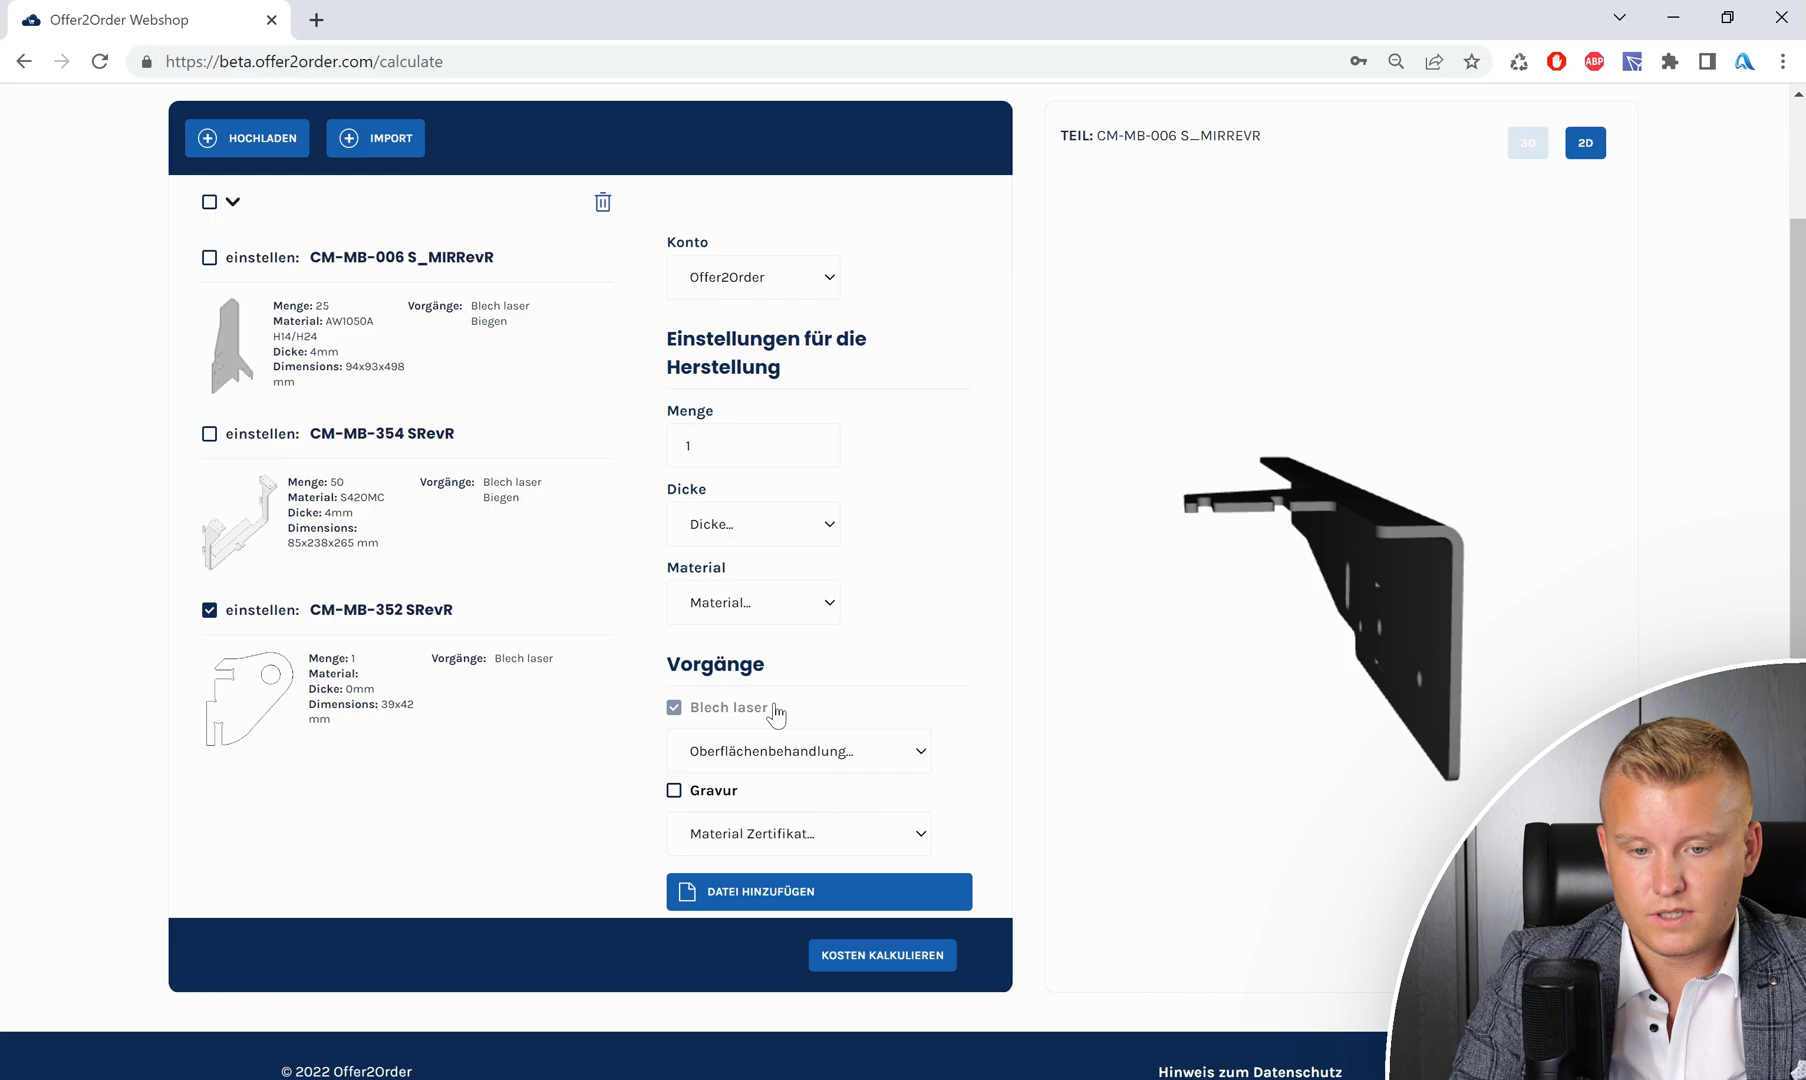 Offer2Order Webshop
https://beta.offer2order.com/calculate
ABP
HOCHLADEN
IMPORT
TEIL: CM-MB-006 S_MIRREVR
3D
2D
einstellen: CM-MB-006 S_MIRRevR
Menge: 25
Material: AW1050A
H14/H24
Dicke: 4mm
Dimensions: 94x93x498
mm
Vorgänge: Blech laser
Biegen
einstellen: CM-MB-354 SRevR
Menge: 50
Material: S420MC
Dicke: 4mm
Dimensions:
85x238x265 mm
Vorgänge: Blech laser
Biegen
einstellen: CM-MB-352 SRevR
Menge: 1
Material:
Dicke: 0mm
Dimensions: 39x42
mm
Vorgänge: Blech laser
Konto
Offer2Order
Einstellungen für die
Herstellung
Menge
1
Dicke
Dicke...
Material
Material...
Vorgänge
Blech laser
Oberflächenbehandlung...
Gravur
Material Zertifikat...
DATEI HINZUFÜGEN
KOSTEN KALKULIEREN
© 2022 Offer2Order
Hinweis zum Datenschutz